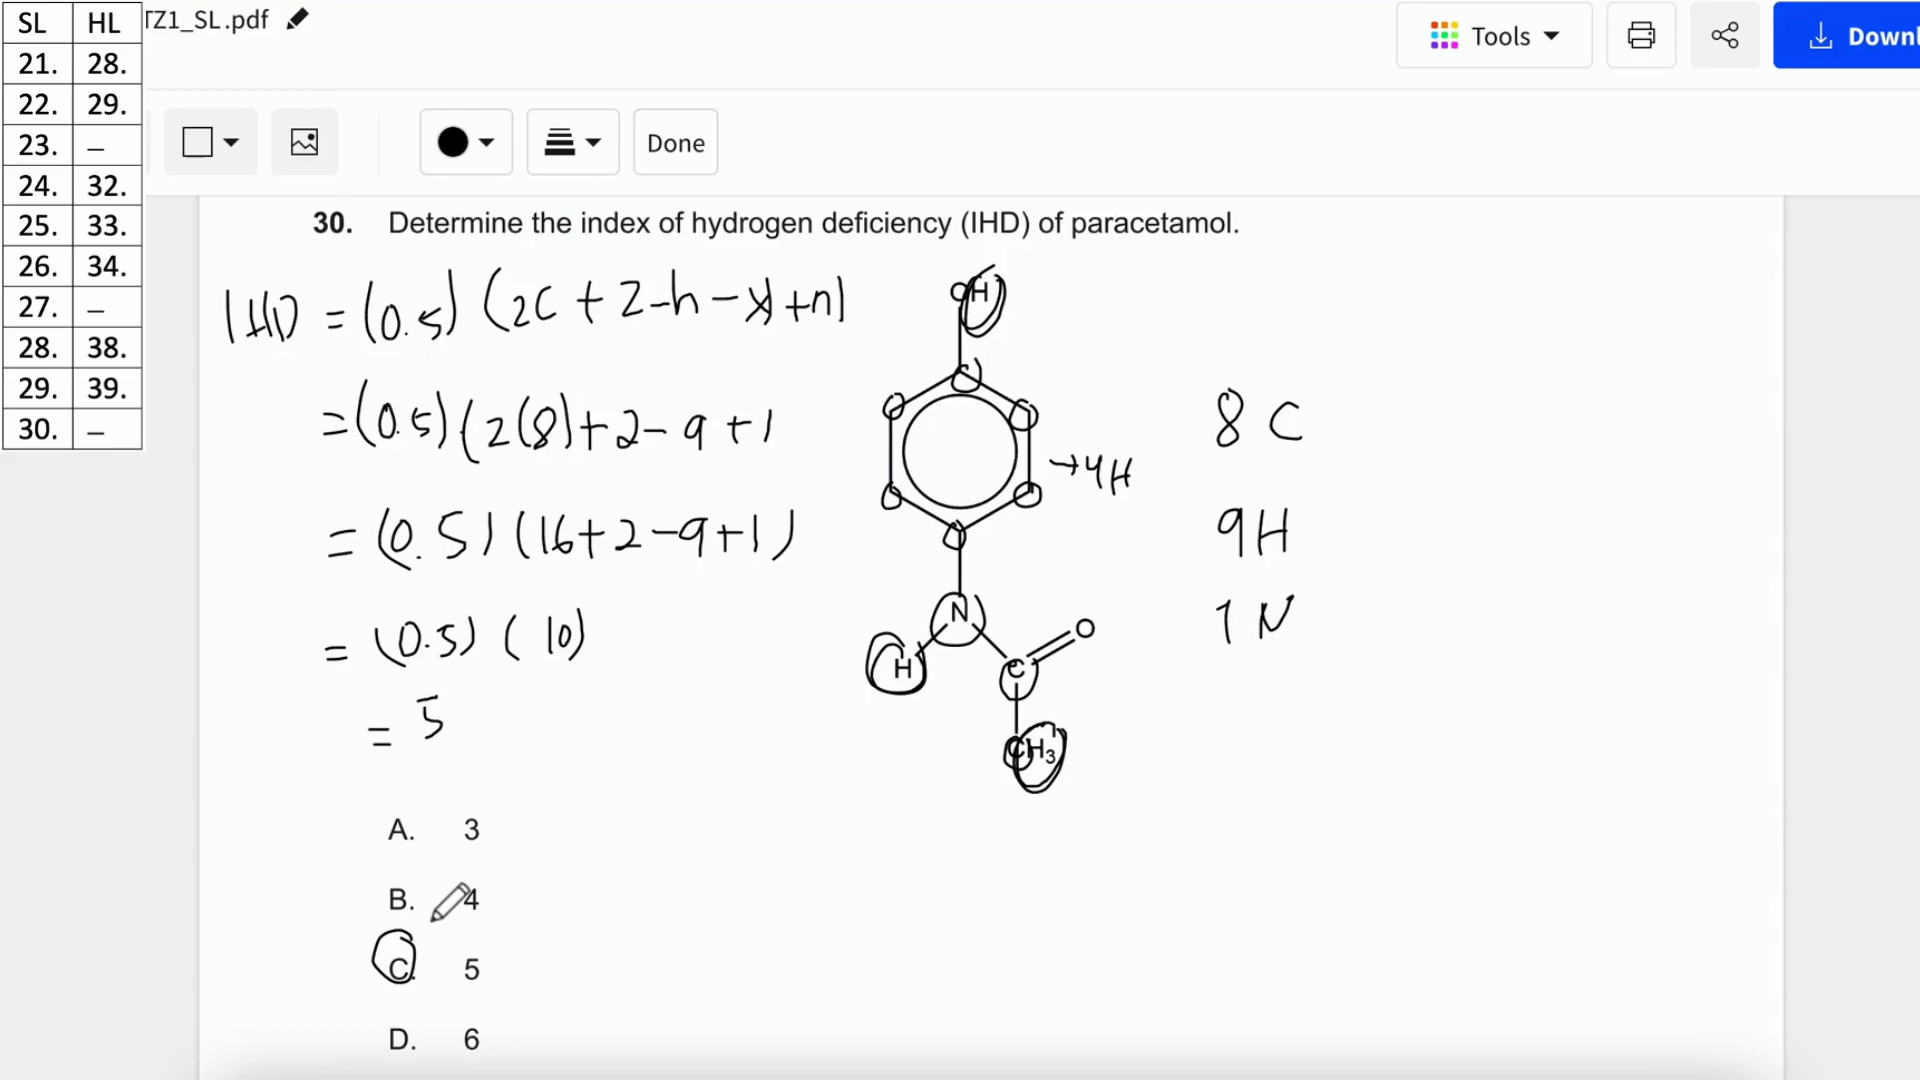 SL HL
21. 28.
22. 29.
23. –
24. 32.
25. 33.
26. 34.
27. –
28. 38.
29. 39.
30. –
TZ1_SL.pdf
Tools
Downl
Done
30. Determine the index of hydrogen deficiency (IHD) of paracetamol.
IHD = (0.5) (2c + 2-h-x+n)
= (0.5)(2(8)+2-9+1
= (0.5)(16+2-9+1)
= (0.5)(10)
= 5
OH
→4H
N
H
O
C
CH₃
8 C
9H
1 N
A. 3
B. 4
C. 5
D. 6